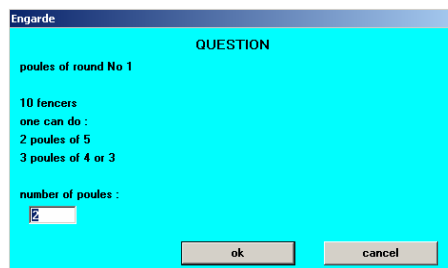 Engarde
QUESTION
poules of round No 1
10 fencers
one can do :
2 poules of 5
3 poules of 4 or 3
number of poules :
2
ok cancel